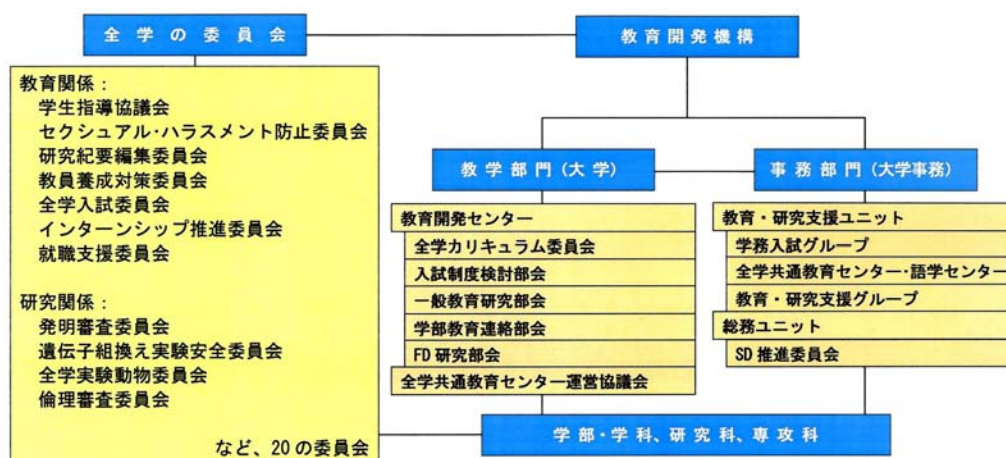 全学の委員会
教育開発機構
教育関係：
学生指導協議会
セクシュアル・ハラスメント防止委員会
研究紀要編集委員会
教員養成対策委員会
全学入試委員会
インターンシップ推進委員会
就職支援委員会
研究関係：
発明審査委員会
遺伝子組換え実験安全委員会
全学実験動物委員会
倫理審査委員会
など、20の委員会
教学部門（大学）
教育開発センター
全学カリキュラム委員会
入試制度検討部会
一般教育研究部会
学部教育連絡部会
FD研究部会
全学共通教育センター運営協議会
事務部門（大学事務）
教育・研究支援ユニット
学務入試グループ
全学共通教育センター・語学センター
教育・研究支援グループ
総務ユニット
SD推進委員会
学部・学科、研究科、専攻科